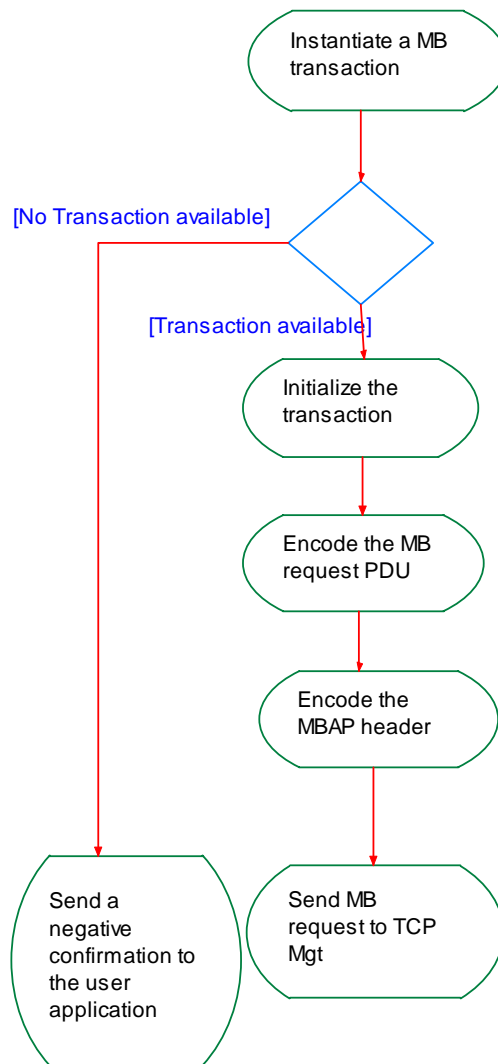 Instantiate a MB
transaction
[No Transaction available]
[Transaction available]
Initialize the
transaction
Encode the MB
request PDU
Encode the
MBAP header
Send a
negative
confirmation to
the user
application
Send MB
request to TCP
Mgt